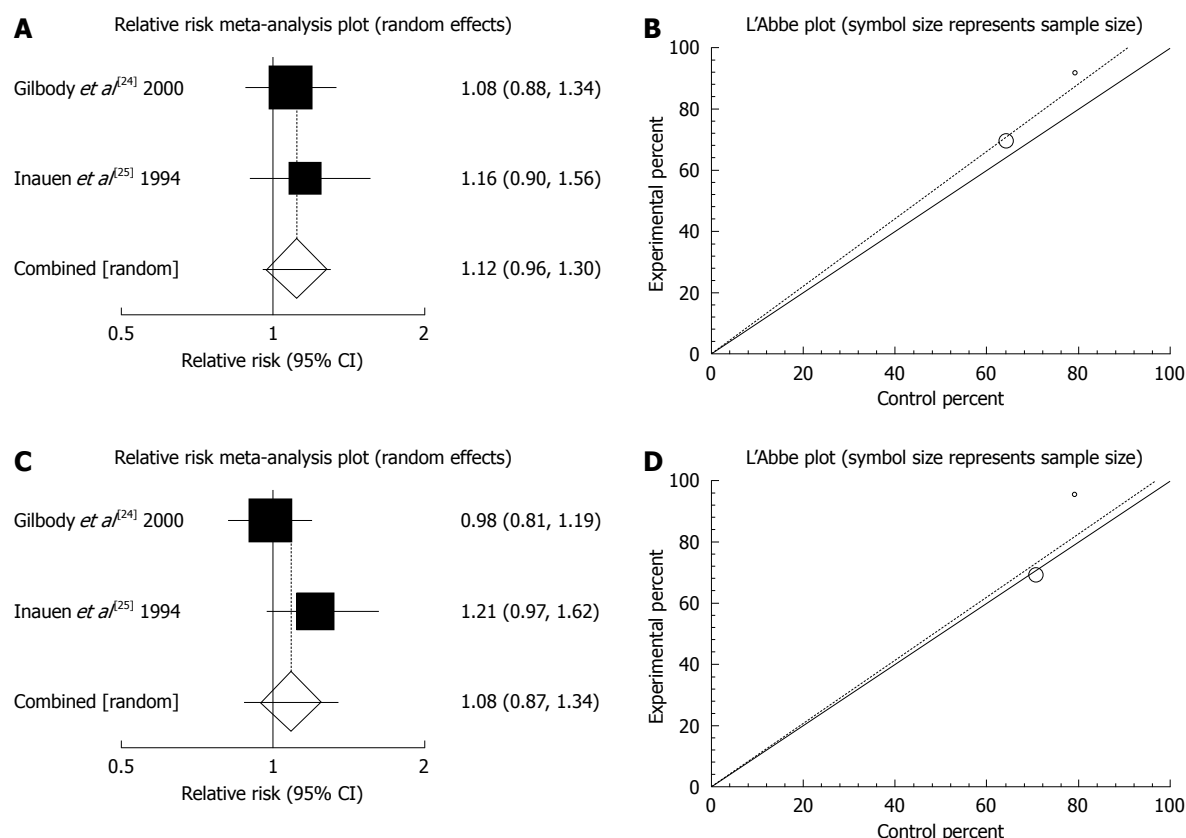 A
Relative risk meta-analysis plot (random effects)
Gilbody et al[24] 2000
1.08 (0.88, 1.34)
Inauen et al[25] 1994
1.16 (0.90, 1.56)
Combined [random]
1.12 (0.96, 1.30)
0.5
1
2
Relative risk (95% CI)
B
L'Abbe plot (symbol size represents sample size)
100
80
60
40
20
0
Experimental percent
0
20
40
60
80
100
Control percent
C
Relative risk meta-analysis plot (random effects)
Gilbody et al[24] 2000
0.98 (0.81, 1.19)
Inauen et al[25] 1994
1.21 (0.97, 1.62)
Combined [random]
1.08 (0.87, 1.34)
0.5
1
2
Relative risk (95% CI)
D
L'Abbe plot (symbol size represents sample size)
100
80
60
40
20
0
Experimental percent
0
20
40
60
80
100
Control percent